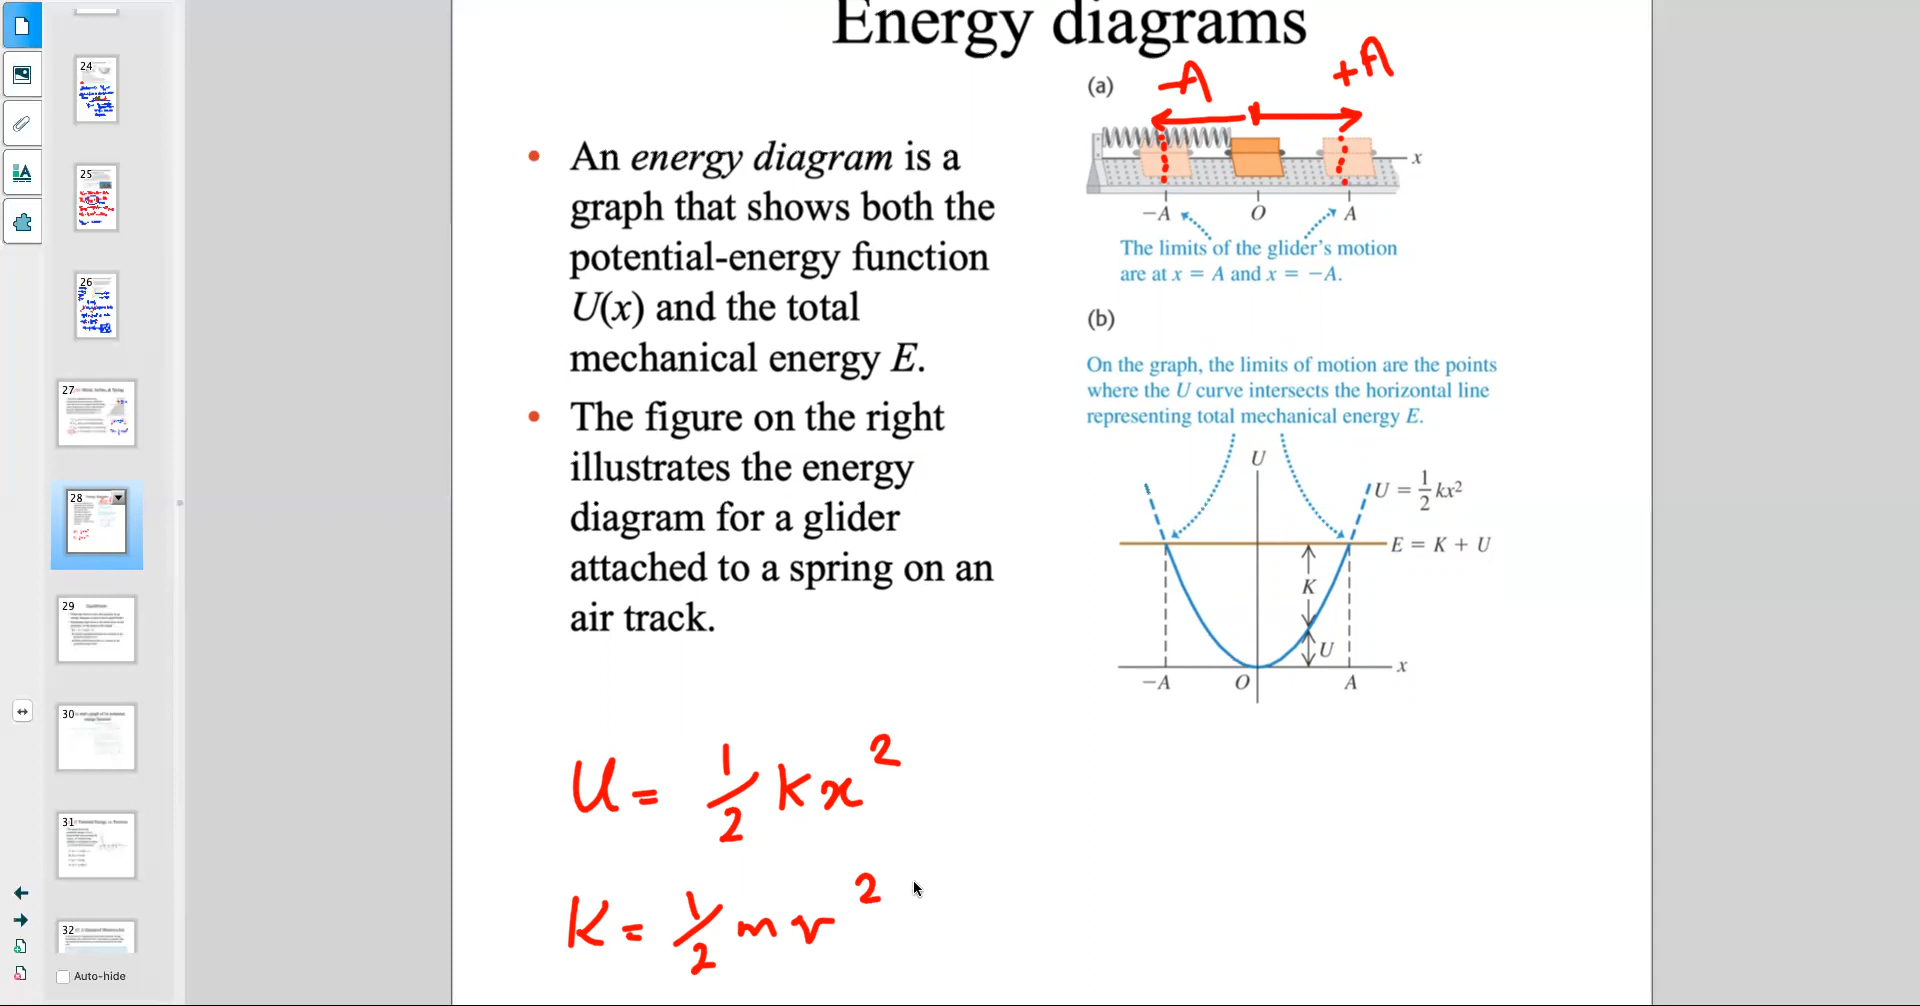 Energy diagrams
24
25
26
27
28
29
30
31
32
Auto-hide
• An energy diagram is a
graph that shows both the
potential-energy function
U(x) and the total
mechanical energy E.
• The figure on the right
illustrates the energy
diagram for a glider
attached to a spring on an
air track.
U = 1/2 kx²
K = 1/2 mv²
(a)
-A +A
x
−A O A
The limits of the glider's motion
are at x = A and x = −A.
(b)
On the graph, the limits of motion are the points
where the U curve intersects the horizontal line
representing total mechanical energy E.
U
U = 1/2 kx²
E = K + U
K
U
x
−A O A